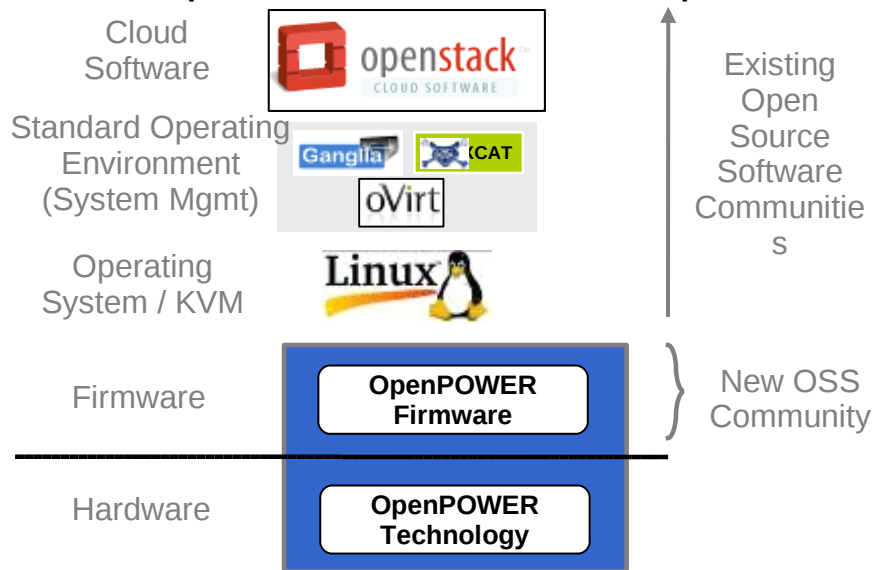 Cloud
Software
openstack™
CLOUD SOFTWARE
Existing
Open
Source
Software
Communitie
s
Standard Operating
Environment
(System Mgmt)
Ganglia
XCAT
oVirt
Operating
System / KVM
Linux
Firmware
OpenPOWER
Firmware
New OSS
Community
Hardware
OpenPOWER
Technology